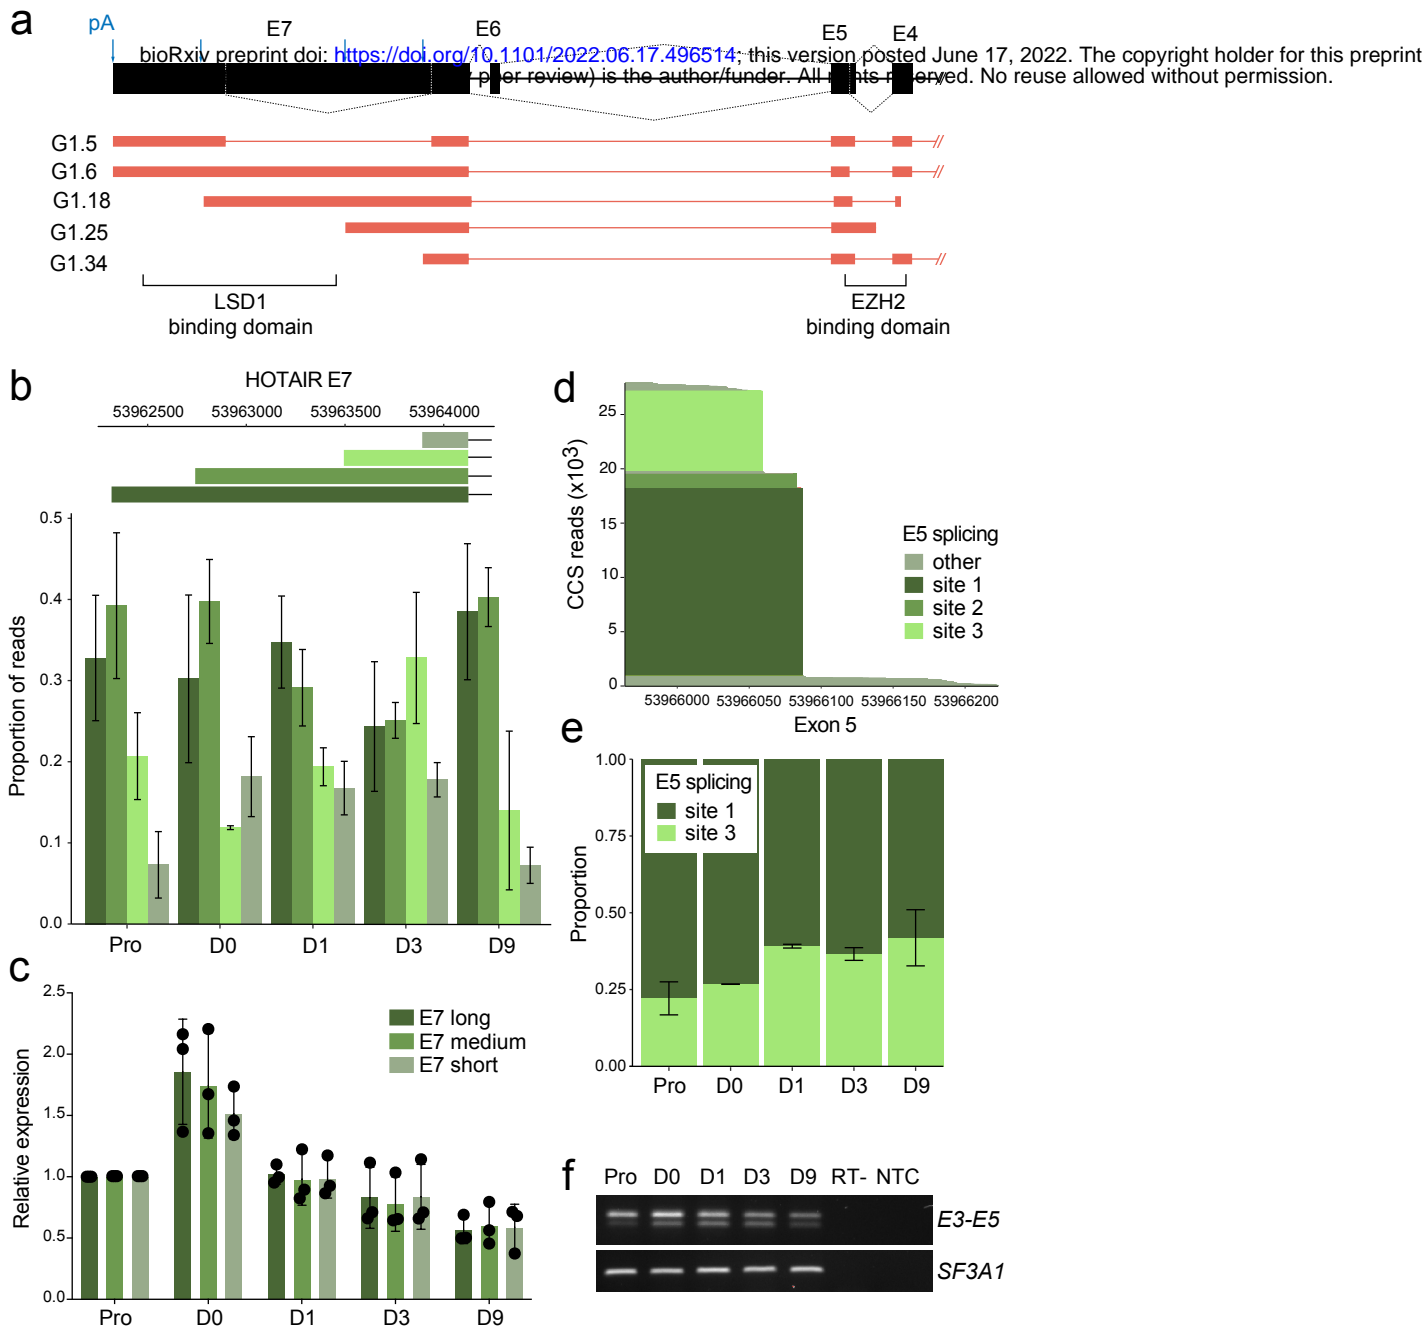 a
pA
E7
E6
E5
E4
bioRxiv preprint doi: https://doi.org/10.1101/2022.06.17.496514; this version posted June 17, 2022. The copyright holder for this preprint
peer review) is the author/funder. All rights reserved. No reuse allowed without permission.
G1.5
G1.6
G1.18
G1.25
G1.34
LSD1
binding domain
EZH2
binding domain
b
HOTAIR E7
53962500 53963000 53963500 53964000
Proportion of reads
0.5
0.4
0.3
0.2
0.1
0.0
Pro D0 D1 D3 D9
c
Relative expression
2.5
2.0
1.5
1.0
0.5
0.0
E7 long
E7 medium
E7 short
Pro D0 D1 D3 D9
d
CCS reads (x10³)
25
20
15
10
5
0
E5 splicing
other
site 1
site 2
site 3
53966000 53966050 53966100 53966150 53966200
Exon 5
e
Proportion
1.00
0.75
0.50
0.25
0.00
E5 splicing
site 1
site 3
Pro D0 D1 D3 D9
f
Pro D0 D1 D3 D9 RT- NTC
E3-E5
SF3A1